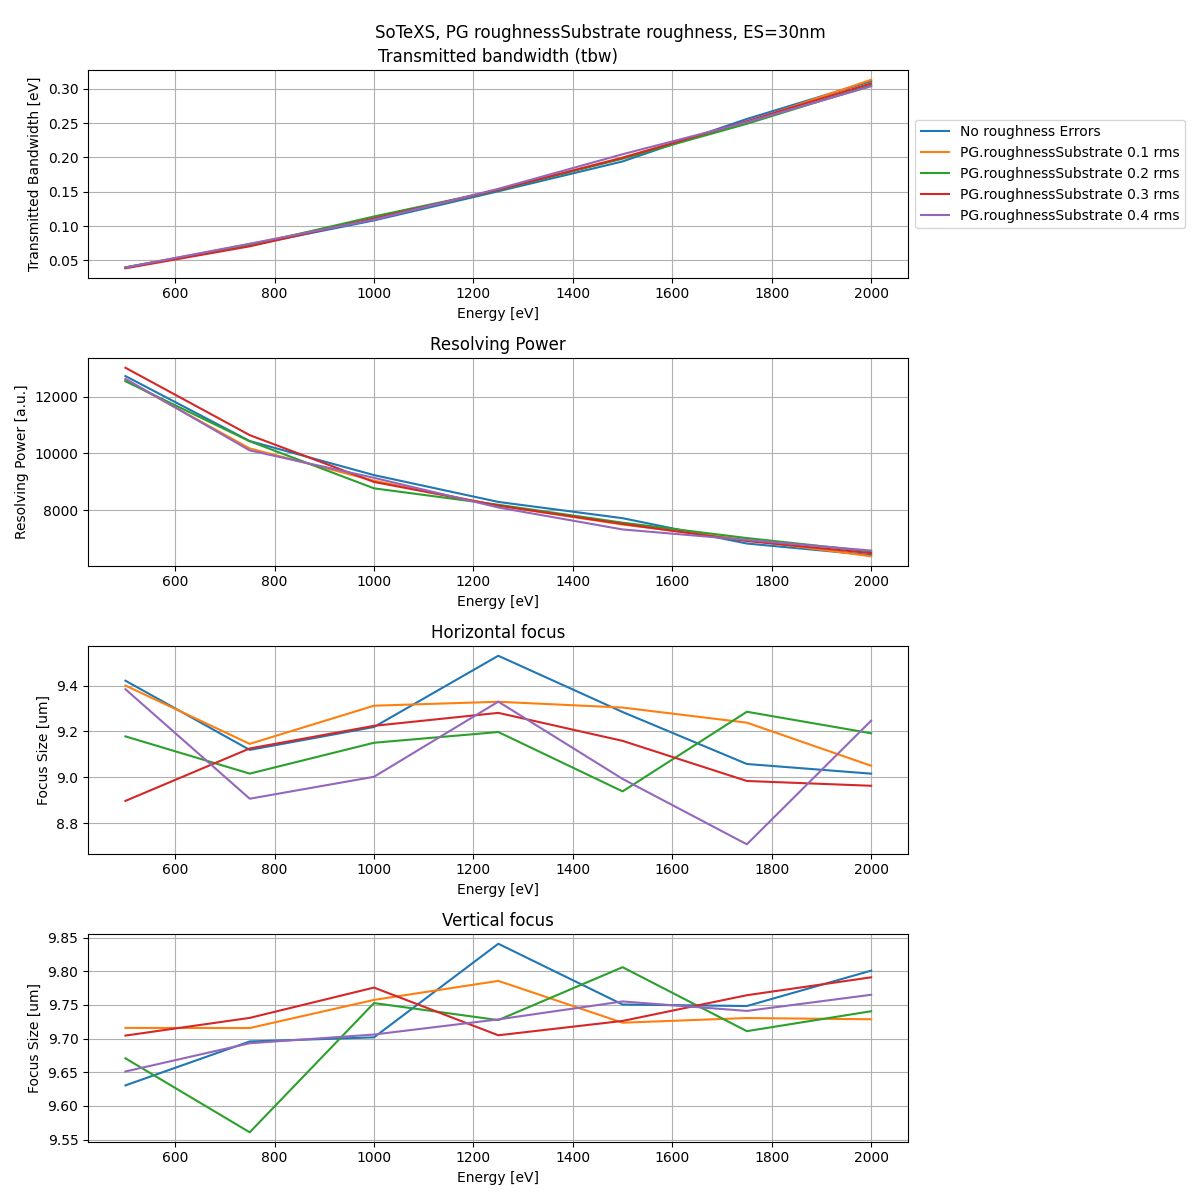 SoTeXS, PG roughnessSubstrate roughness, ES=30nm
Transmitted bandwidth (tbw)
Transmitted Bandwidth [eV]
0.30
0.25
0.20
0.15
0.10
0.05
600 800 1000 1200 1400 1600 1800 2000
Energy [eV]
No roughness Errors
PG.roughnessSubstrate 0.1 rms
PG.roughnessSubstrate 0.2 rms
PG.roughnessSubstrate 0.3 rms
PG.roughnessSubstrate 0.4 rms
Resolving Power
Resolving Power [a.u.]
12000
10000
8000
600 800 1000 1200 1400 1600 1800 2000
Energy [eV]
Horizontal focus
Focus Size [um]
9.4
9.2
9.0
8.8
600 800 1000 1200 1400 1600 1800 2000
Energy [eV]
Vertical focus
Focus Size [um]
9.85
9.80
9.75
9.70
9.65
9.60
9.55
600 800 1000 1200 1400 1600 1800 2000
Energy [eV]